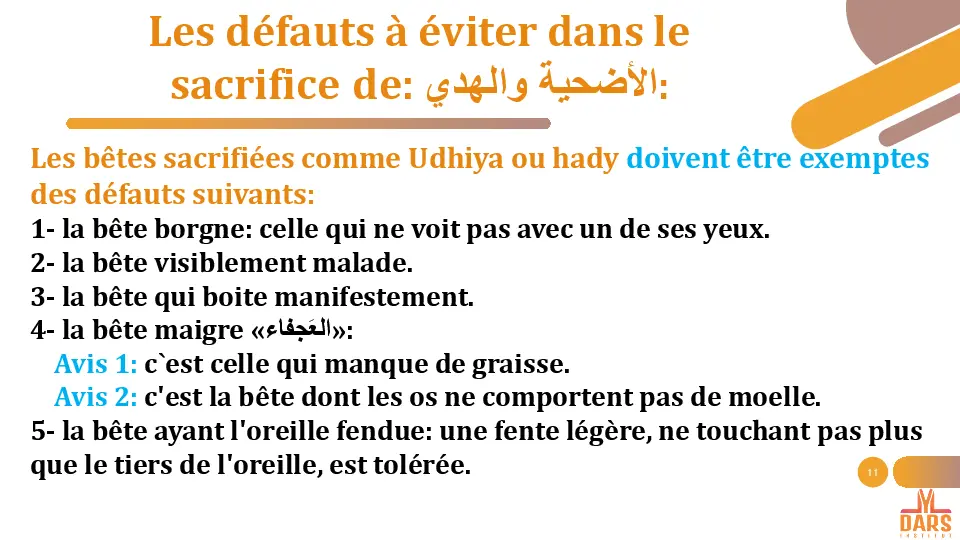 Les défauts à éviter dans le
sacrifice de: الأضحية والهدي:
Les bêtes sacrifiées comme Udhiya ou hady doivent être exemptes
des défauts suivants:
1- la bête borgne: celle qui ne voit pas avec un de ses yeux.
2- la bête visiblement malade.
3- la bête qui boite manifestement.
4- la bête maigre «العَجفاء»:
Avis 1: c`est celle qui manque de graisse.
Avis 2: c'est la bête dont les os ne comportent pas de moelle.
5- la bête ayant l'oreille fendue: une fente légère, ne touchant pas plus
que le tiers de l'oreille, est tolérée.
11
DARS
INSTITUT